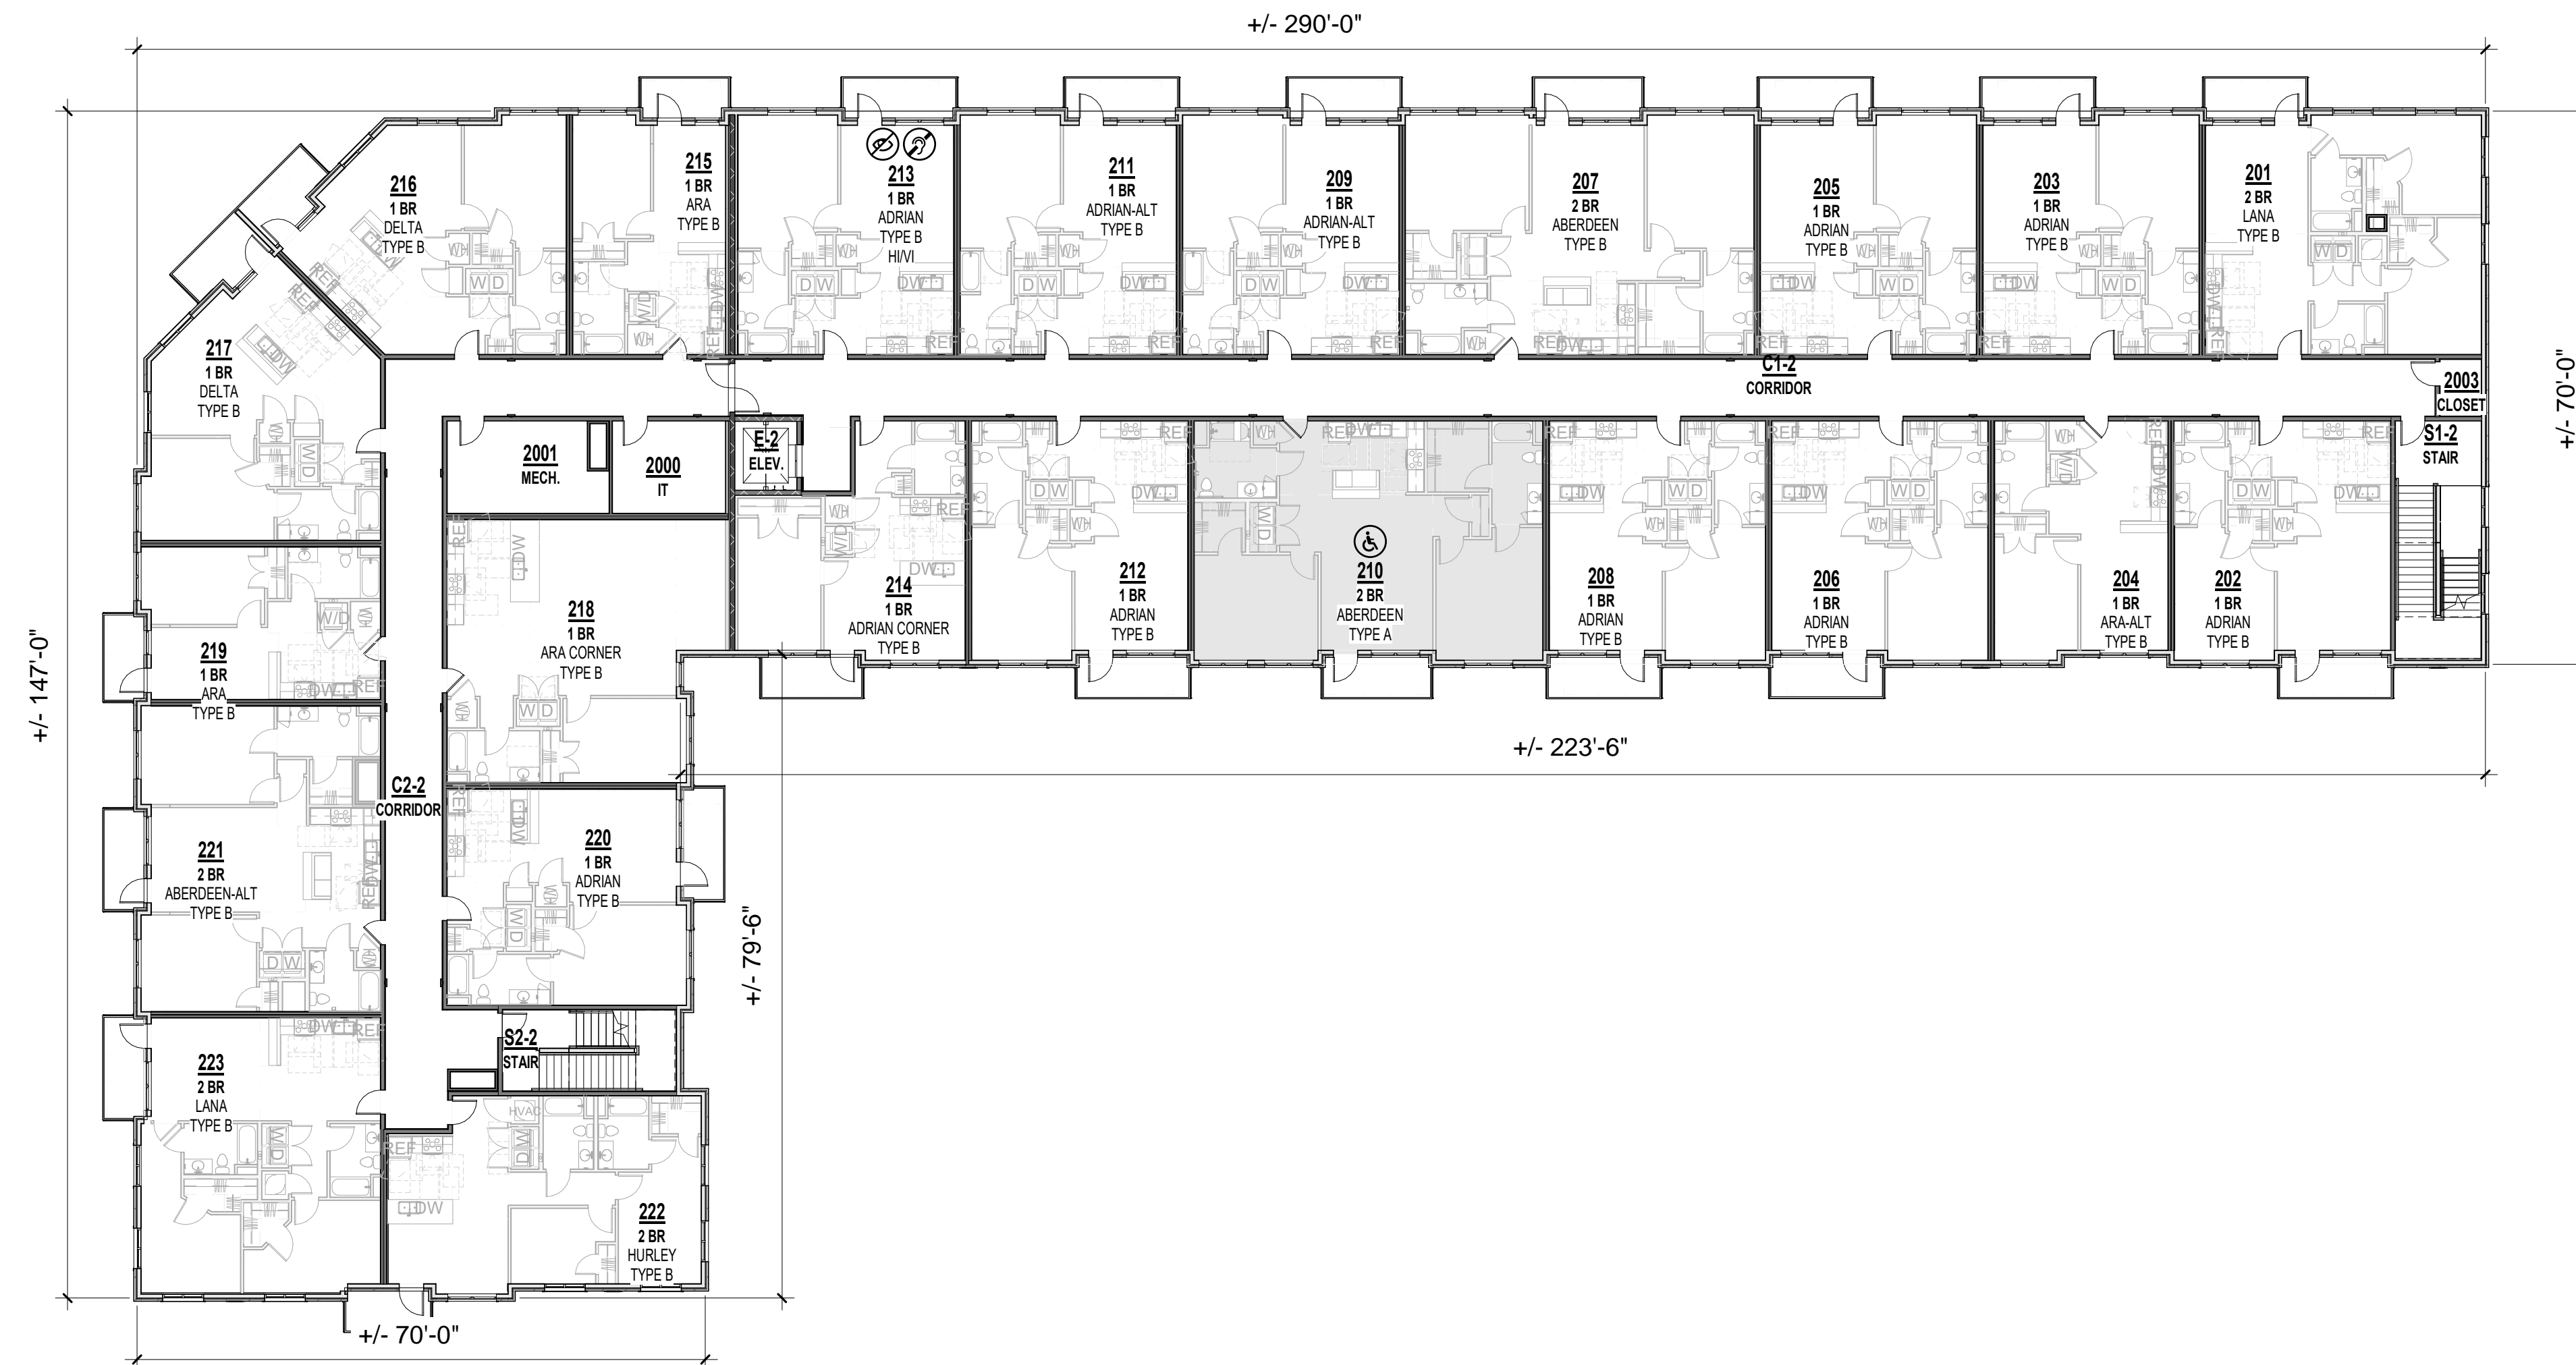 +/- 290'-0"
216
1 BR
DELTA
TYPE B
215
1 BR
ARA
TYPE B
213
1 BR
ADRIAN
TYPE B
HI/VI
211
1 BR
ADRIAN-ALT
TYPE B
209
1 BR
ADRIAN-ALT
TYPE B
207
2 BR
ABERDEEN
TYPE B
205
1 BR
ADRIAN
TYPE B
203
1 BR
ADRIAN
TYPE B
201
2 BR
LANA
TYPE B
217
1 BR
DELTA
TYPE B
C1-2
CORRIDOR
2003
CLOSET
+/- 70'-0"
2001
MECH.
2000
IT
E-2
ELEV.
S1-2
STAIR
218
1 BR
ARA CORNER
TYPE B
214
1 BR
ADRIAN CORNER
TYPE B
212
1 BR
ADRIAN
TYPE B
210
2 BR
ABERDEEN
TYPE A
208
1 BR
ADRIAN
TYPE B
206
1 BR
ADRIAN
TYPE B
204
1 BR
ARA-ALT
TYPE B
202
1 BR
ADRIAN
TYPE B
219
1 BR
ARA
TYPE B
+/- 147'-0"
+/- 223'-6"
C2-2
CORRIDOR
221
2 BR
ABERDEEN-ALT
TYPE B
220
1 BR
ADRIAN
TYPE B
+/- 79'-6"
S2-2
STAIR
223
2 BR
LANA
TYPE B
HVAC
REF
DW
222
2 BR
HURLEY
TYPE B
+/- 70'-0"